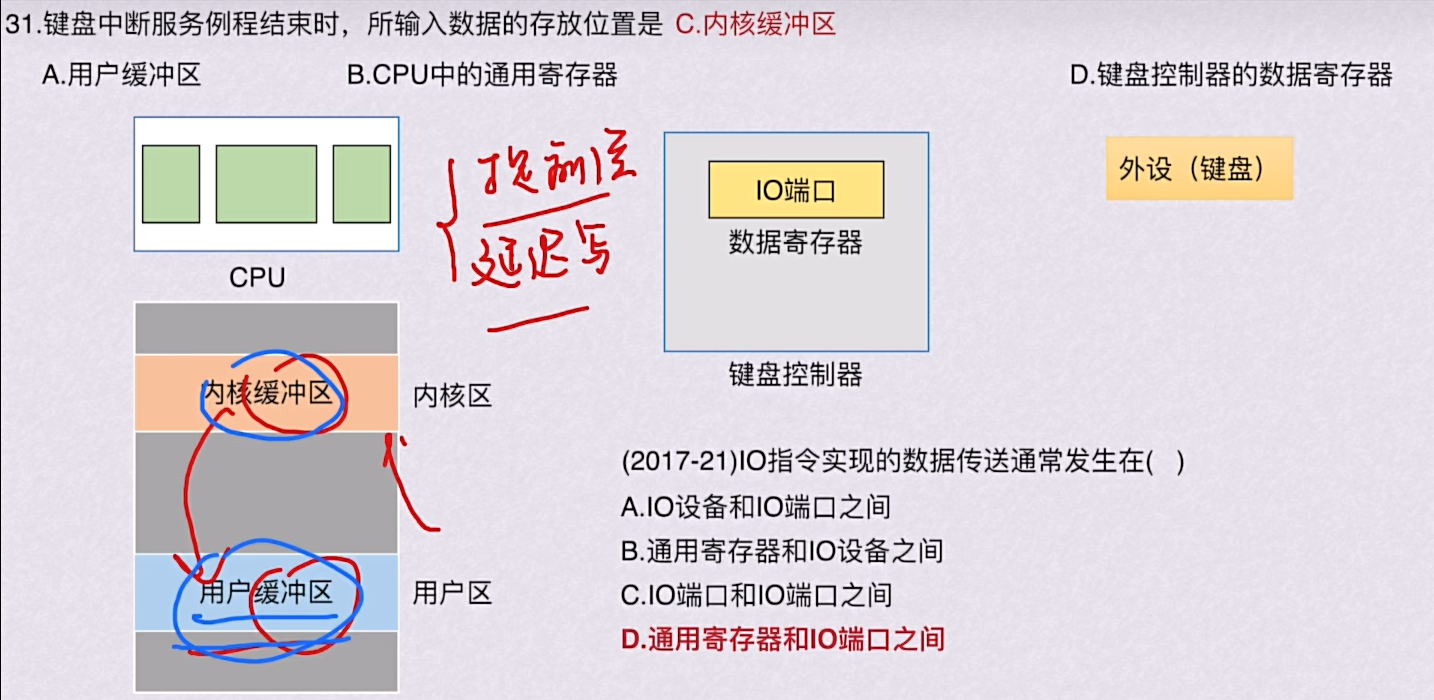 31.键盘中断服务例程结束时，所输入数据的存放位置是 C.内核缓冲区
A.用户缓冲区 B.CPU中的通用寄存器 D.键盘控制器的数据寄存器
提前读
延迟写
CPU
IO端口
数据寄存器
键盘控制器
外设（键盘）
内核缓冲区 内核区
用户缓冲区 用户区
(2017-21)IO指令实现的数据传送通常发生在( )
A.IO设备和IO端口之间
B.通用寄存器和IO设备之间
C.IO端口和IO端口之间
D.通用寄存器和IO端口之间